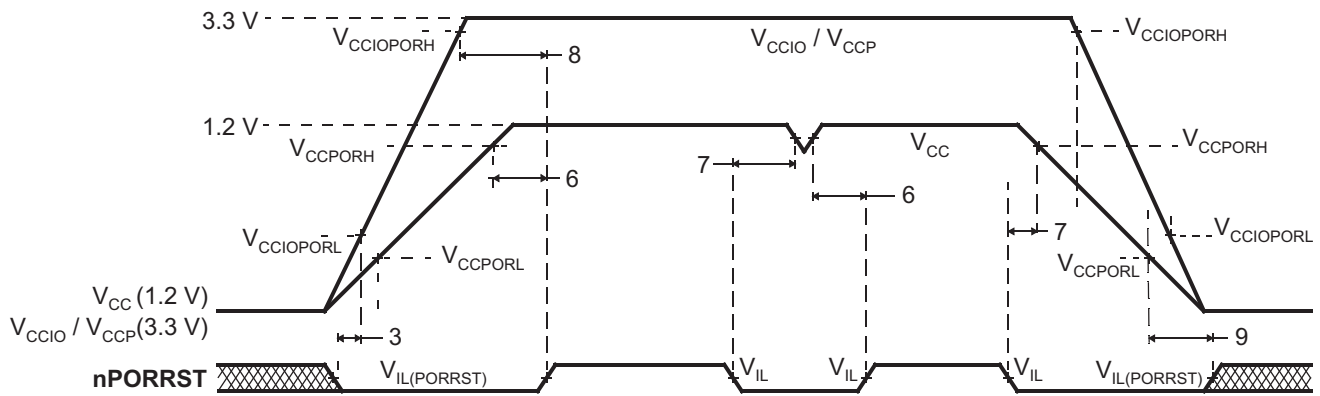 3.3 V
VCCIOPORH
8
VCCIO / VCCP
VCCIOPORH
1.2 V
VCCPORH
6
7
VCC
6
VCCPORH
7
VCCIOPORL
VCCPORL
VCCPORL
VCCIOPORL
VCC (1.2 V)
VCCIO / VCCP(3.3 V)
3
9
nPORRST
VIL(PORRST)
VIL
VIL
VIL
VIL(PORRST)